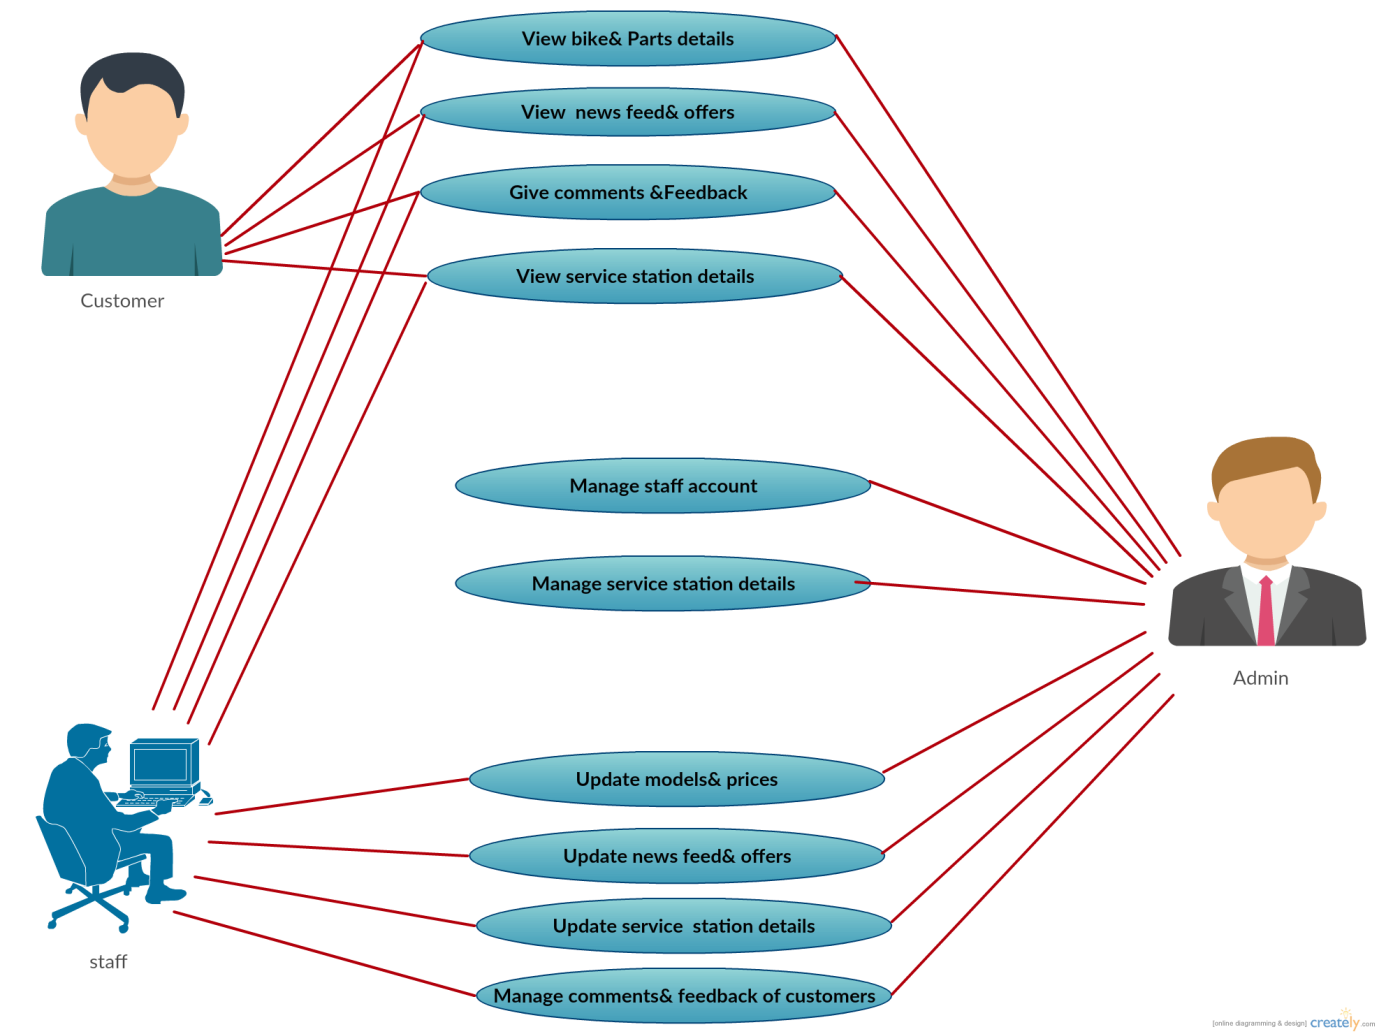 View bike& Parts details
View  news feed& offers
Give comments &Feedback
View service station details
Customer
Manage staff account
Manage service station details
Admin
Update models& prices
Update news feed& offers
Update service  station details
staff
Manage comments& feedback of customers
[online diagramming & design] creately.com